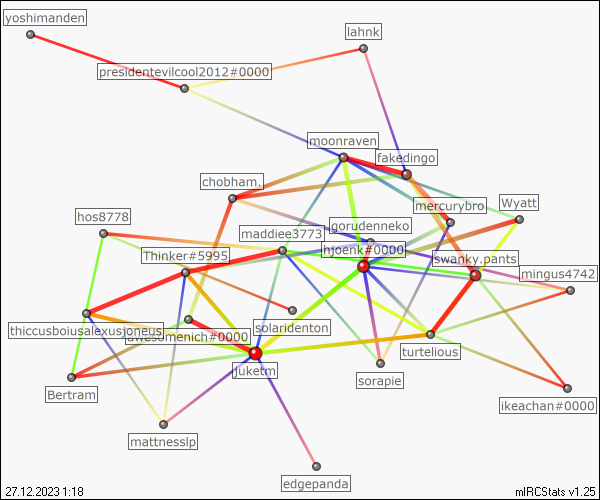 yoshimanden
lahnk
presidentevilcool2012#0000
moonraven
fakedingo
chobham.
mercurybro
Wyatt
hos8778
gorudenneko
maddiee3773
hjoenk#0000
Thinker#5995
swanky.pants
mingus4742
solaridenton
thiccusboiusalexusjoneus
awesomenich#0000
turtelious
juketm
sorapie
Bertram
ikeachan#0000
mattnesslp
edgepanda
27.12.2023 1:18
mIRCStats v1.25